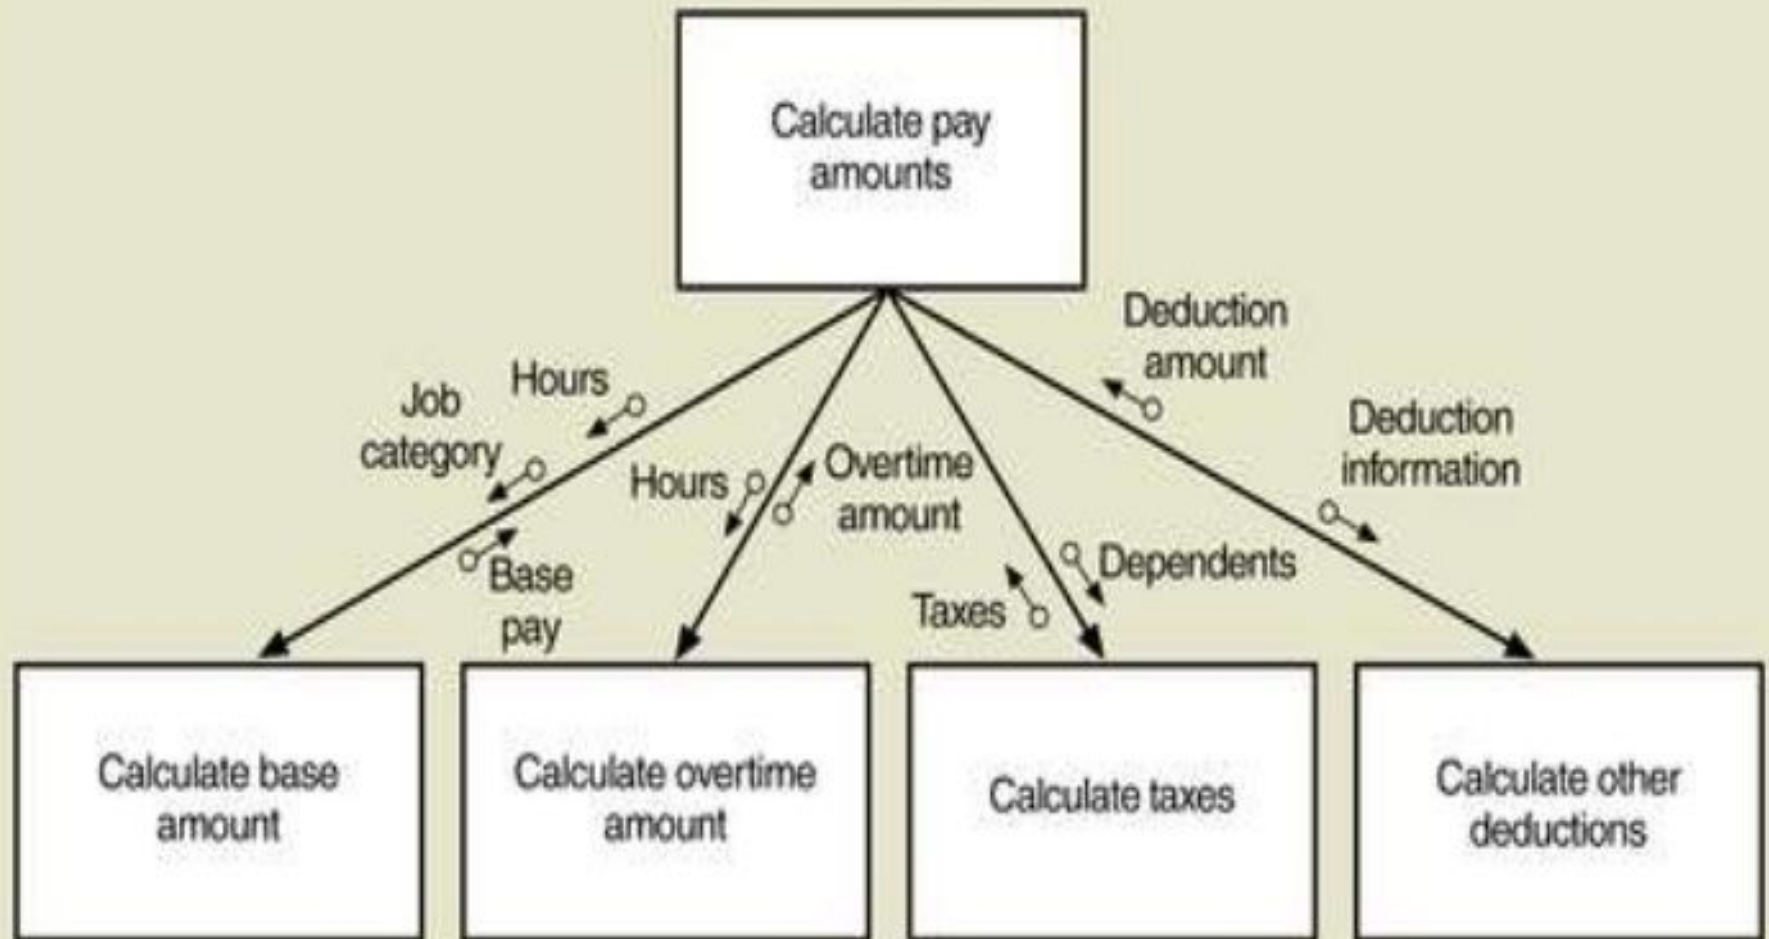 Calculate pay
amounts
Deduction
amount
Hours
Job
category
Deduction
information
Hours
Overtime
amount
Base
pay
Taxes
Dependents
Calculate base
amount
Calculate overtime
amount
Calculate taxes
Calculate other
deductions